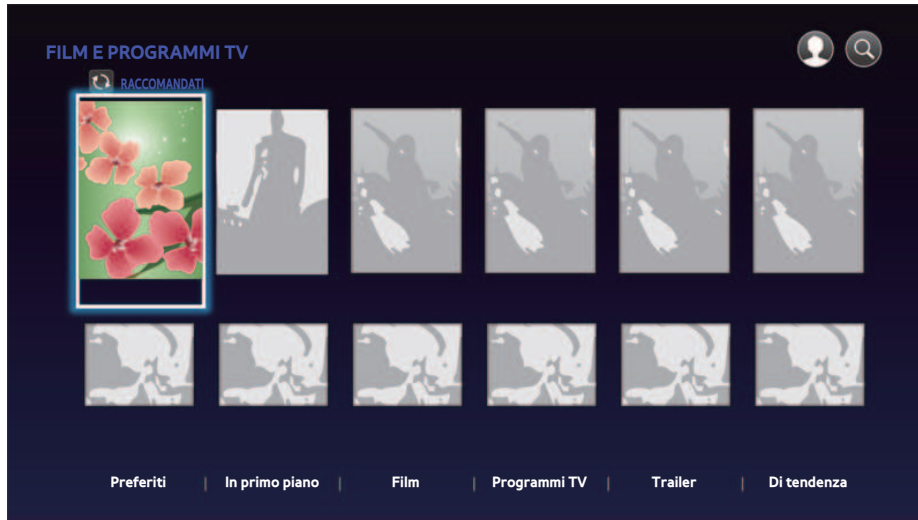 FILM E PROGRAMMI TV
RACCOMANDATI
Preferiti | In primo piano | Film | Programmi TV | Trailer | Di tendenza